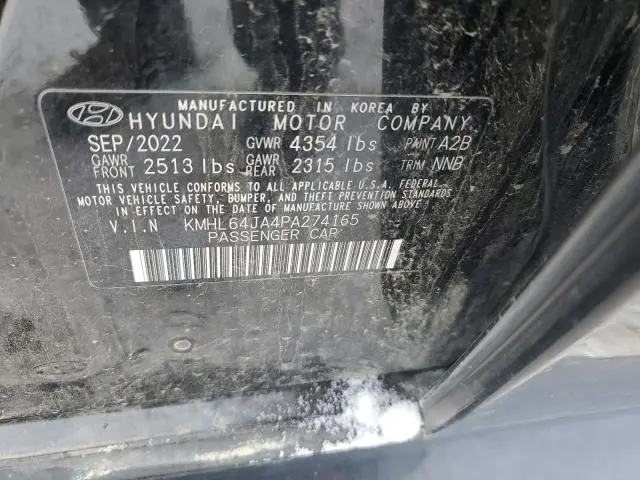 MANUFACTURED IN KOREA BY
HYUNDAI MOTOR COMPANY
SEP/2022 GVWR 4354 lbs PAINT A2B
GAWR FRONT 2513 lbs GAWR REAR 2315 lbs TRIM NNB
THIS VEHICLE CONFORMS TO ALL APPLICABLE U.S.A. FEDERAL
MOTOR VEHICLE SAFETY, BUMPER, AND THEFT PREVENTION STANDARDS
IN EFFECT ON THE DATE OF MANUFACTURE SHOWN ABOVE.
V.I.N KMHL64JA4PA274165
PASSENGER CAR